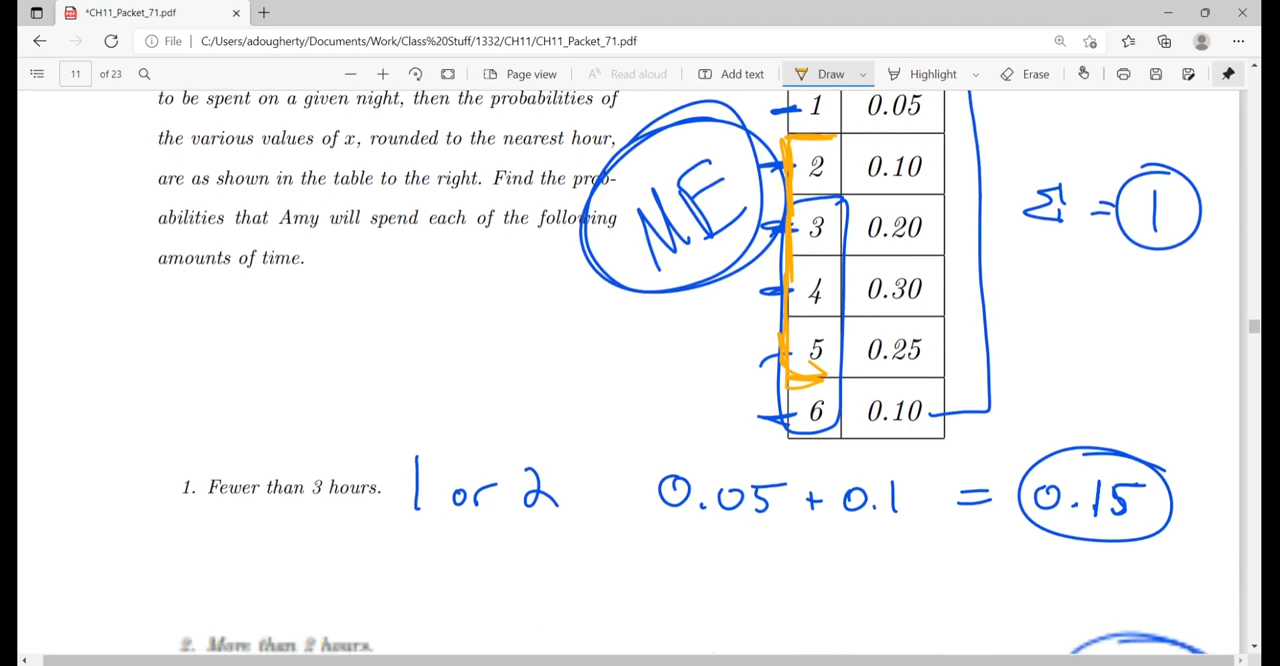 *CH11_Packet_71.pdf
File | C:/Users/adougherty/Documents/Work/Class%20Stuff/1332/CH11/CH11_Packet_71.pdf
11 of 23 Page view Read aloud Add text Draw Highlight Erase
to be spent on a given night, then the probabilities of
the various values of x, rounded to the nearest hour,
are as shown in the table to the right. Find the prob-
abilities that Amy will spend each of the following
amounts of time.
ME
1 0.05
2 0.10
3 0.20
4 0.30
5 0.25
6 0.10
Σ = 1
1. Fewer than 3 hours. 1 or 2 0.05 + 0.1 = 0.15
2. More than 2 hours.